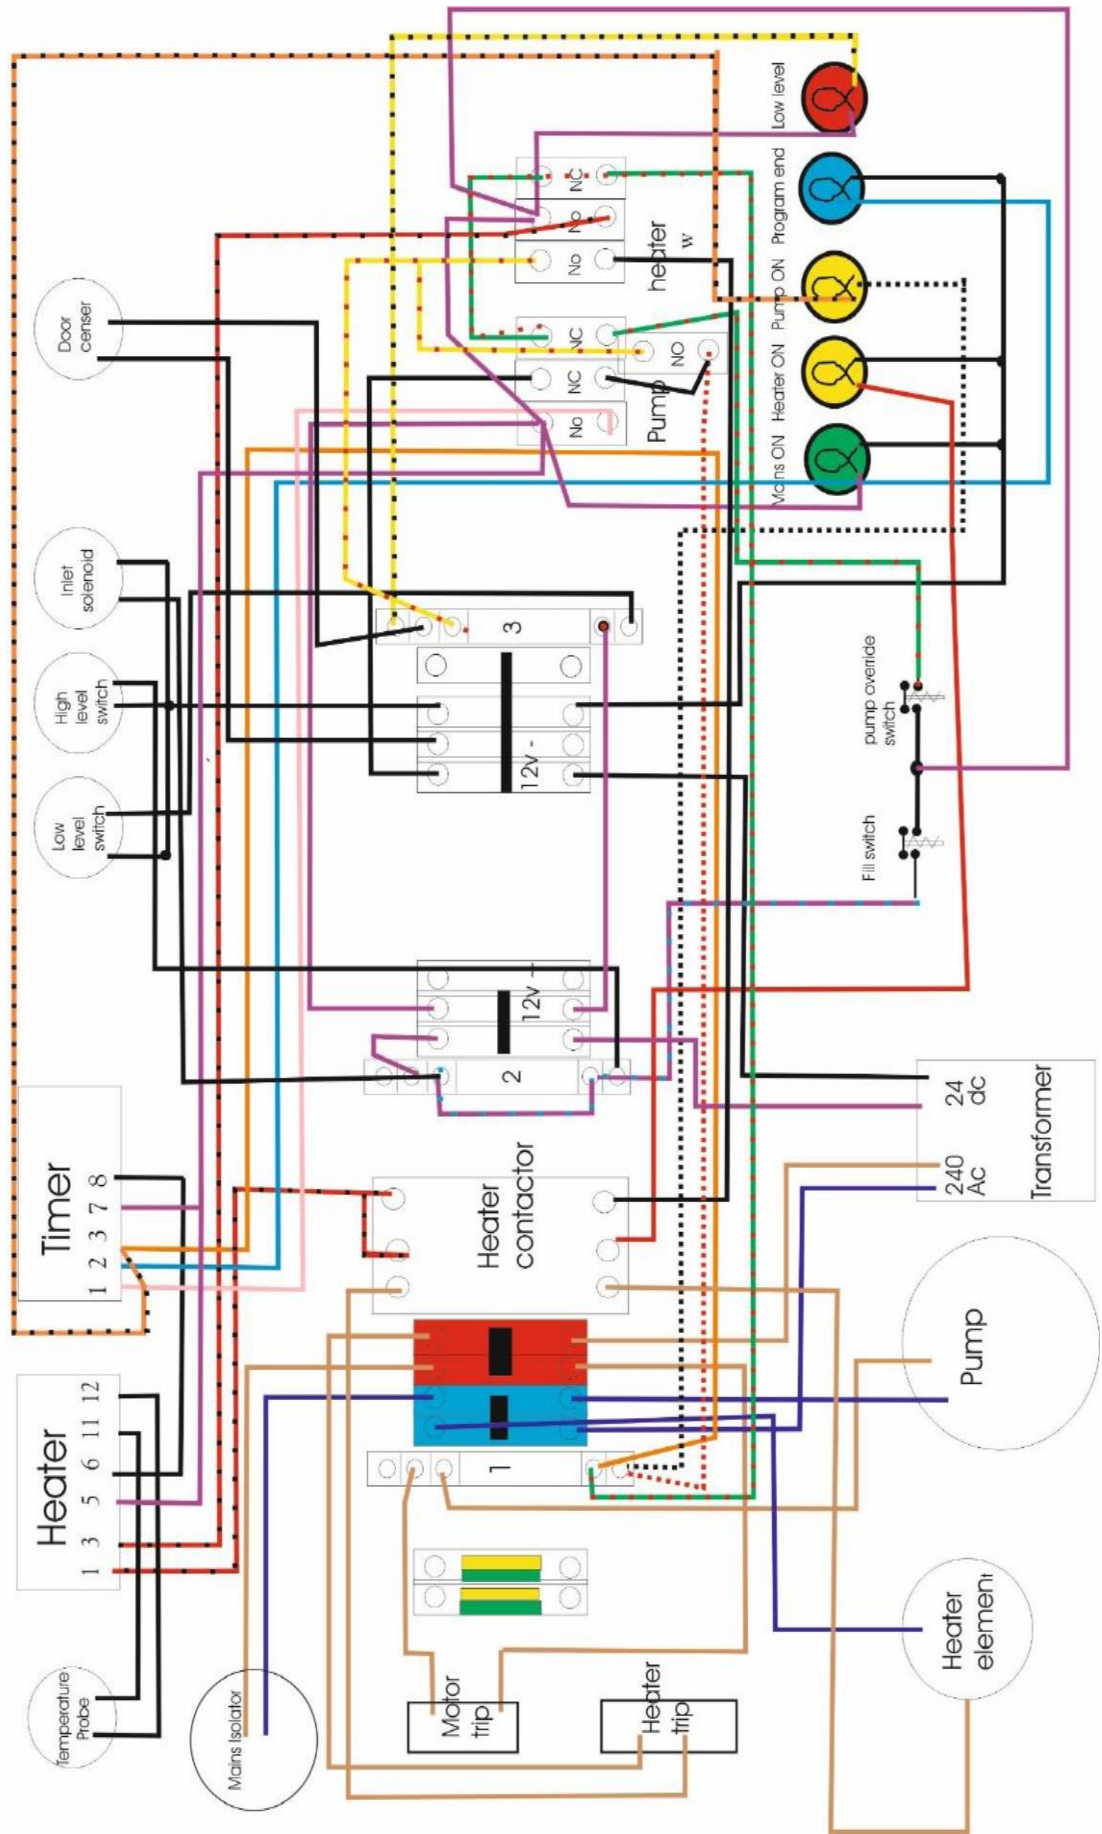 Temperature
Probe
Heater
1 3 5 6 11 12
Timer
1 2 3 7 8
Low
level
switch
High
level
switch
Inlet
solenoid
Door
censer
Mains Isolator
Motor
trip
Heater
trip
1
Heater
contactor
2
12v +
12v -
3
No
NC
NC
NO
Pump
No
No
NC
heater
w
Fill switch
pump override
switch
Mains ON
Heater ON
Pump ON
Program end
Low level
Heater
element
Pump
240
Ac
24
dc
Transformer